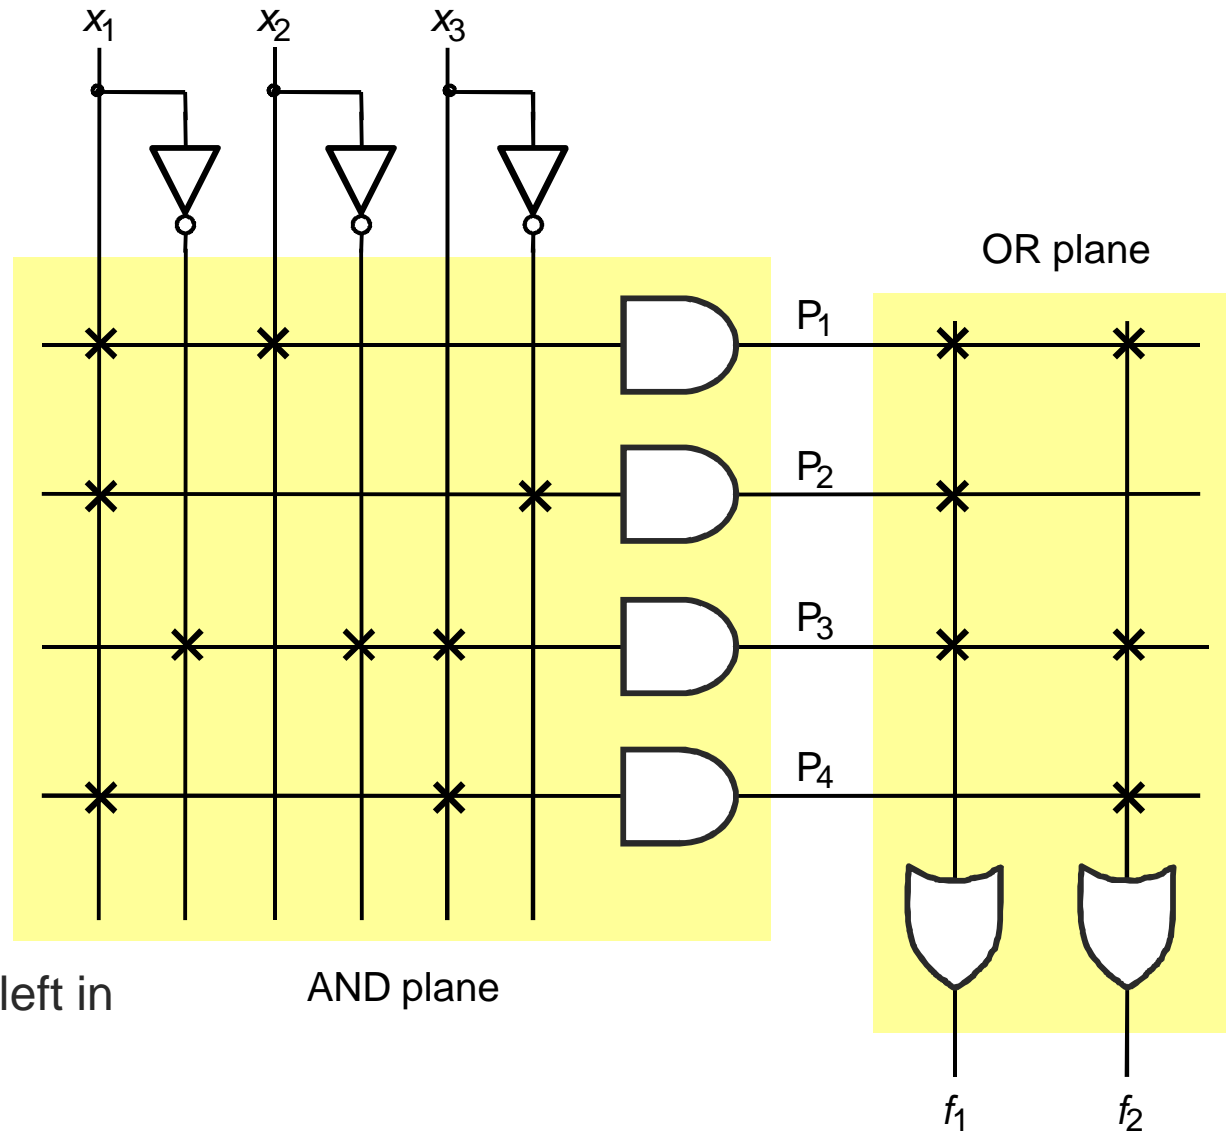 x1 x2 x3
OR plane
P1
P2
P3
P4
left in
AND plane
f1 f2